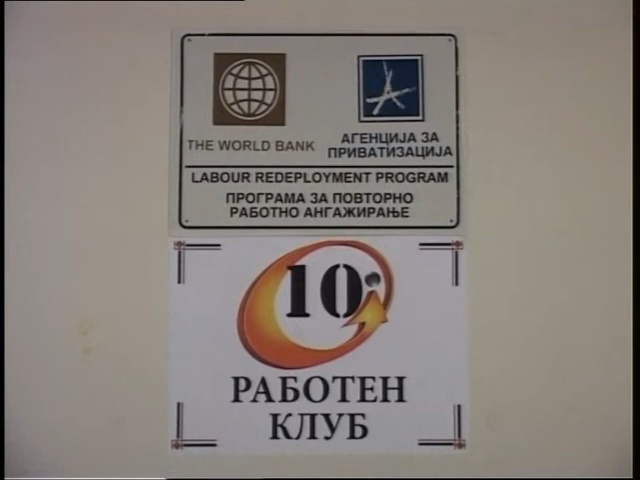 THE WORLD BANK
АГЕНЦИЈА ЗА
ПРИВАТИЗАЦИЈА
LABOUR REDEPLOYMENT PROGRAM
ПРОГРАМА ЗА ПОВТОРНО
РАБОТНО АНГАЖИРАЊЕ
10
РАБОТЕН
КЛУБ